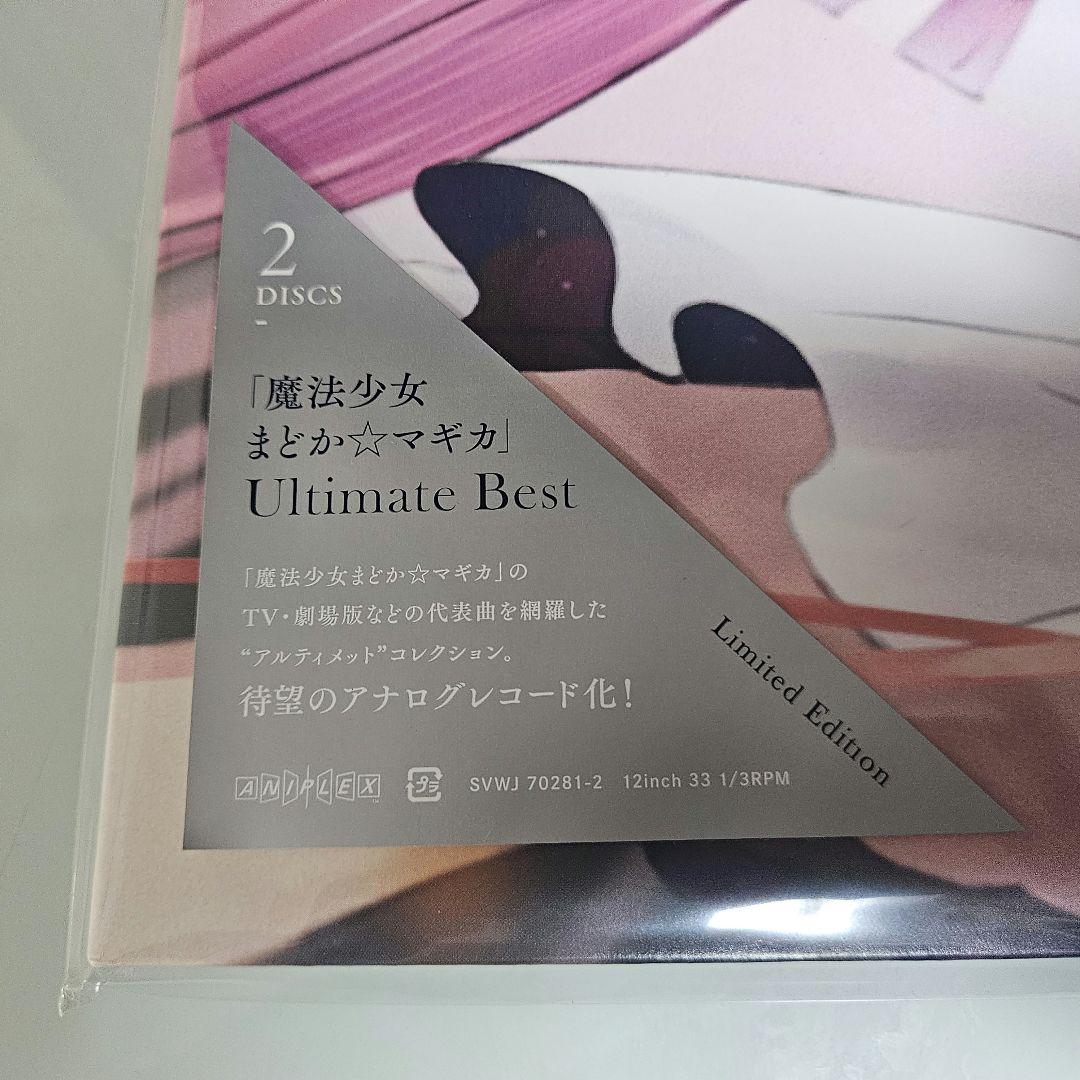 2
DISCS
「魔法少女
まどか☆マギカ」
Ultimate Best
「魔法少女まどか☆マギカ」の
TV・劇場版などの代表曲を網羅した
“アルティメット”コレクション。
待望のアナログレコード化!
Limited Edition
ANIPLEX™ プラ SVWJ 70281-2 12inch 33 1/3RPM